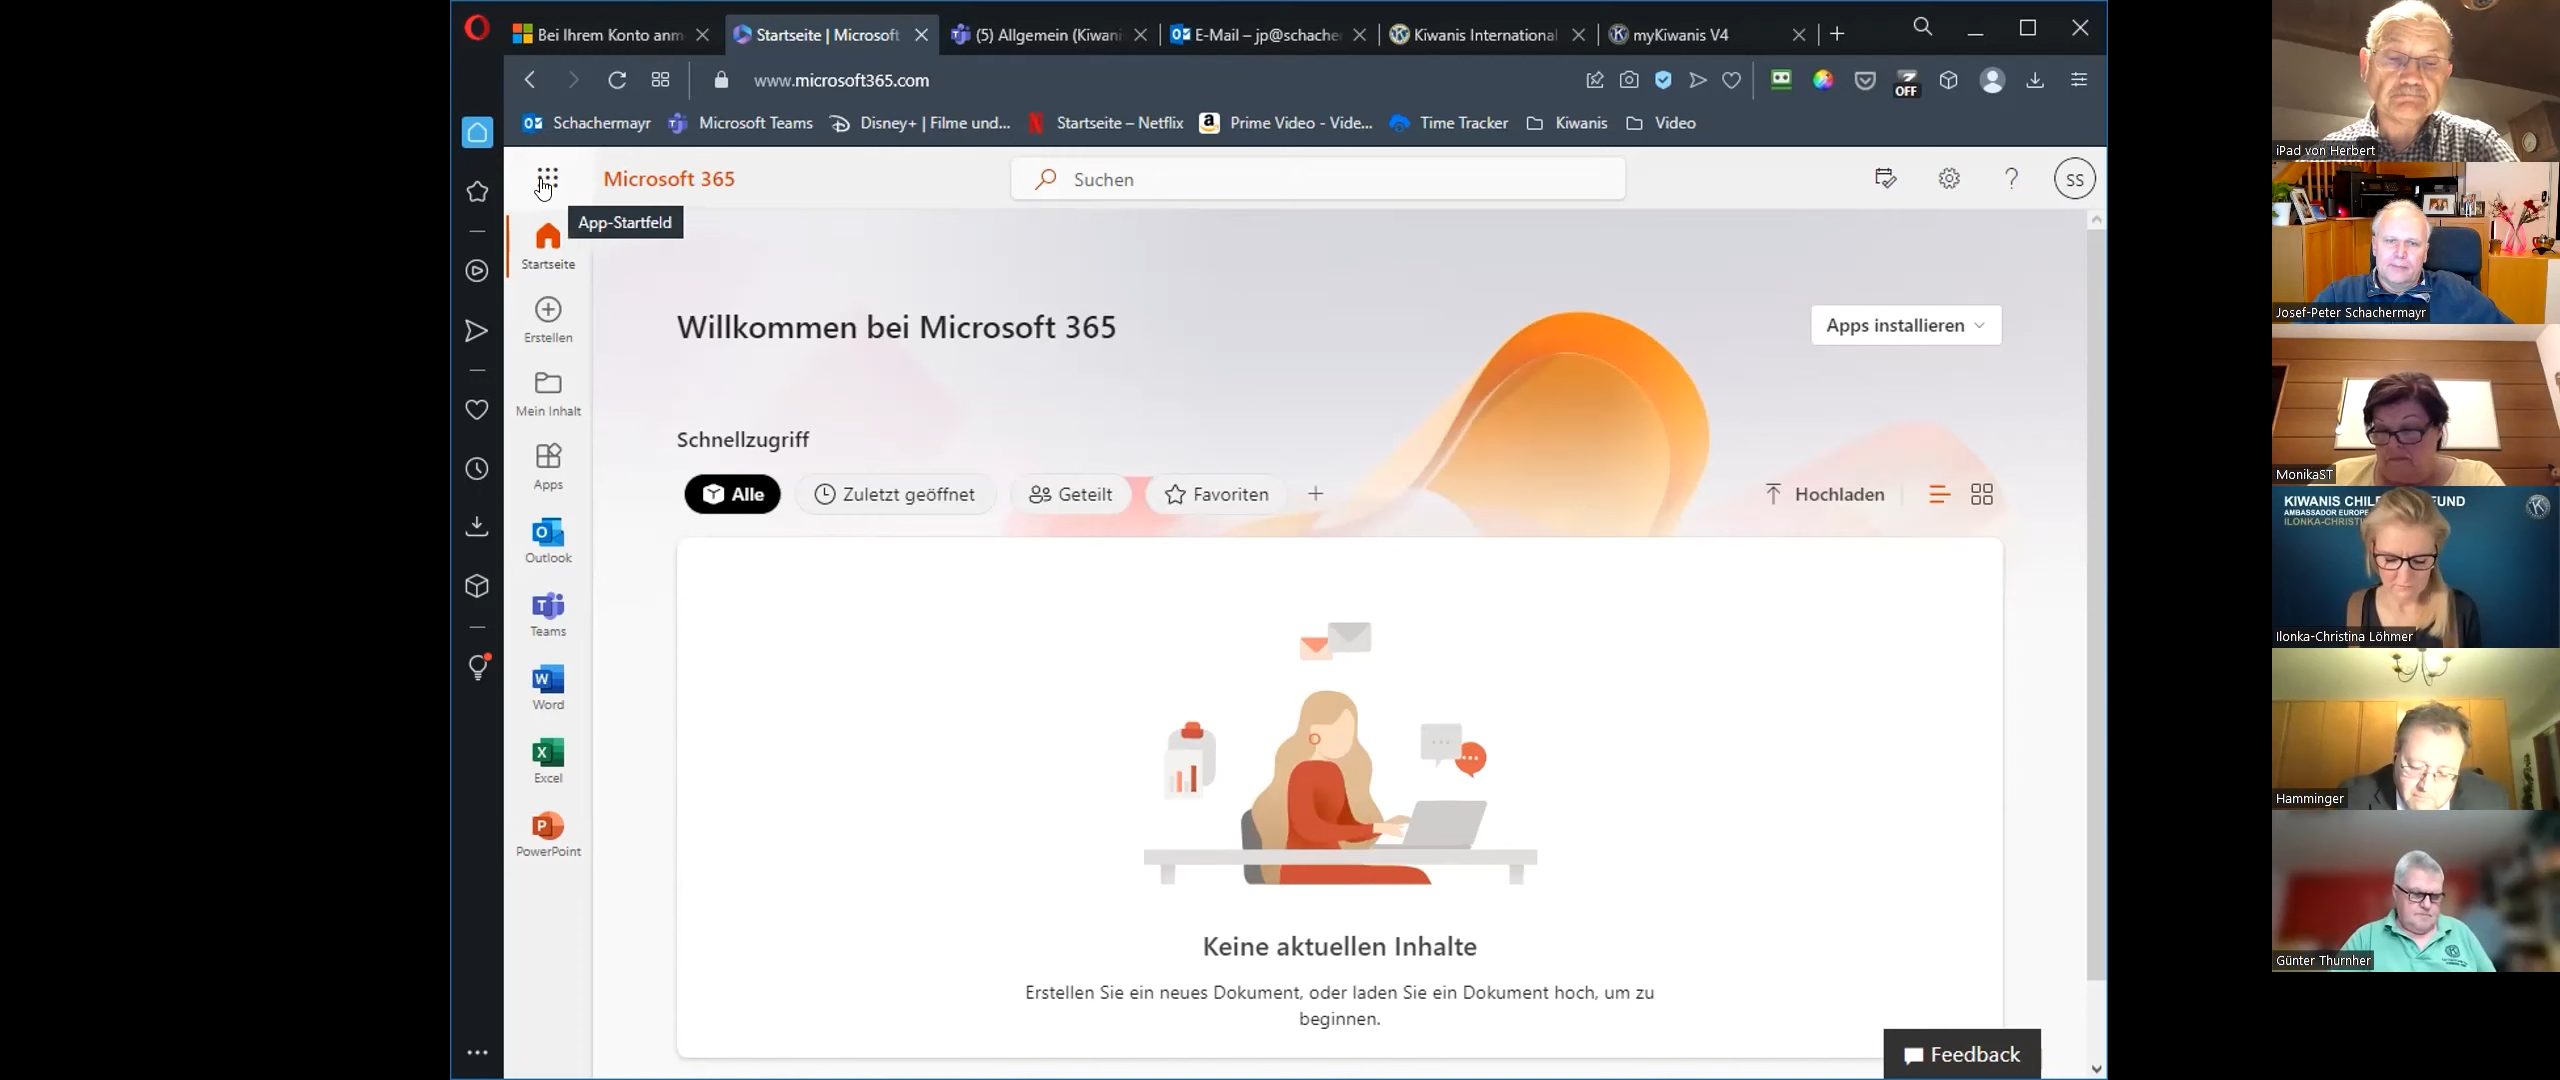 Bei Ihrem Konto anm
Startseite | Microsoft
(5) Allgemein (Kiwani
E-Mail – jp@schache
Kiwanis International
myKiwanis V4
www.microsoft365.com
OFF
Schachermayr
Microsoft Teams
Disney+ | Filme und...
Startseite – Netflix
Prime Video - Vide...
Time Tracker
Kiwanis
Video
Microsoft 365
Suchen
SS
App-Startfeld
Startseite
Erstellen
Mein Inhalt
Apps
Outlook
Teams
Word
Excel
PowerPoint
Willkommen bei Microsoft 365
Apps installieren
Schnellzugriff
Alle
Zuletzt geöffnet
Geteilt
Favoriten
Hochladen
Keine aktuellen Inhalte
Erstellen Sie ein neues Dokument, oder laden Sie ein Dokument hoch, um zu
beginnen.
Feedback
iPad von Herbert
Josef-Peter Schachermayr
MonikaST
KIWANIS CHIL UND
AMBASSADOR EUROPE
ILONKA-CHRISTI
Ilonka-Christina Löhmer
Hamminger
Günter Thurnher